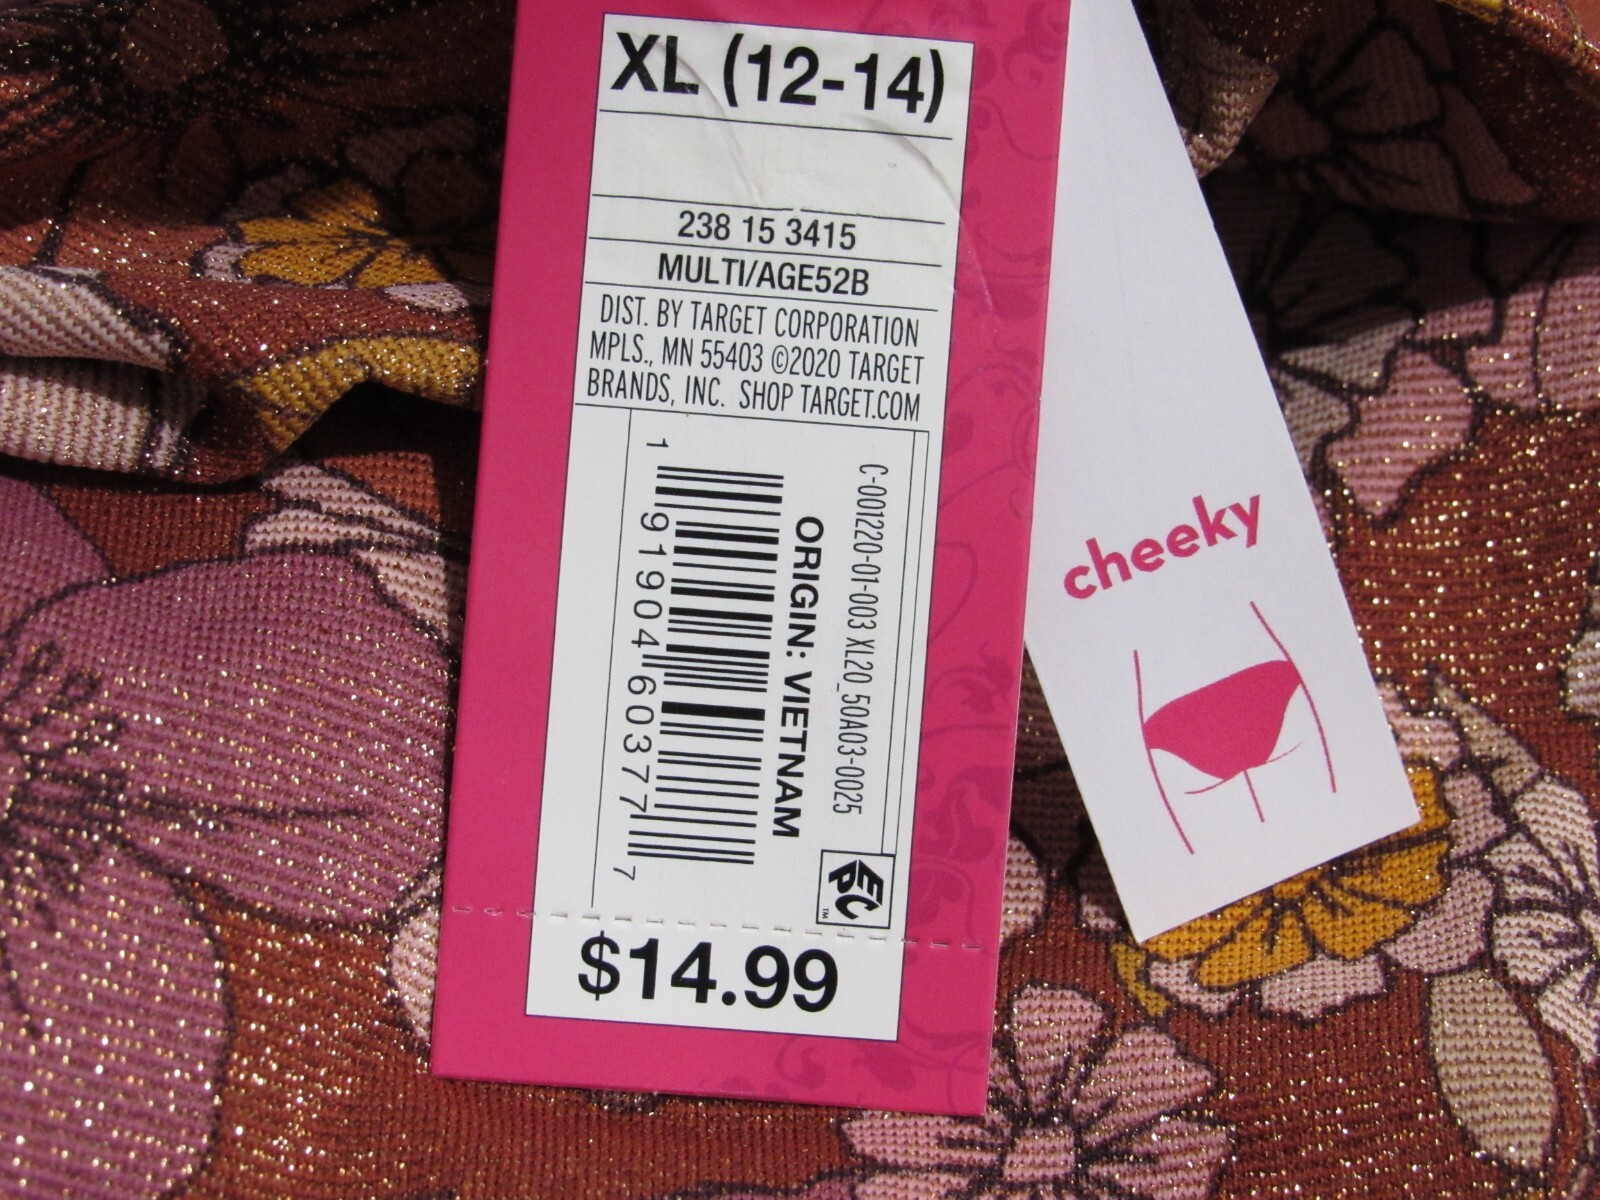 XL (12-14)
238 15 3415
MULTI/AGE52B
DIST. BY TARGET CORPORATION
MPLS., MN 55403 ©2020 TARGET
BRANDS, INC. SHOP TARGET.COM
C-001220-01-003 XL20_50A03-0025
ORIGIN: VIETNAM
1 91904 60377 7
EPC™
$14.99
cheeky